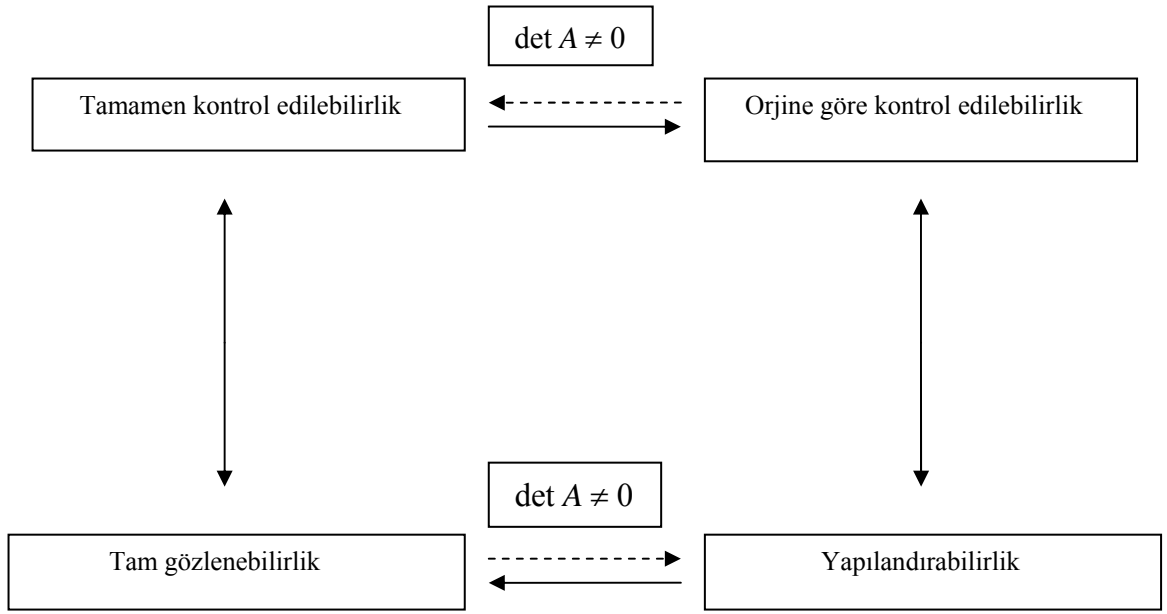 det A ≠ 0
Tamamen kontrol edilebilirlik
Orjine göre kontrol edilebilirlik
det A ≠ 0
Tam gözlenebilirlik
Yapılandırabilirlik